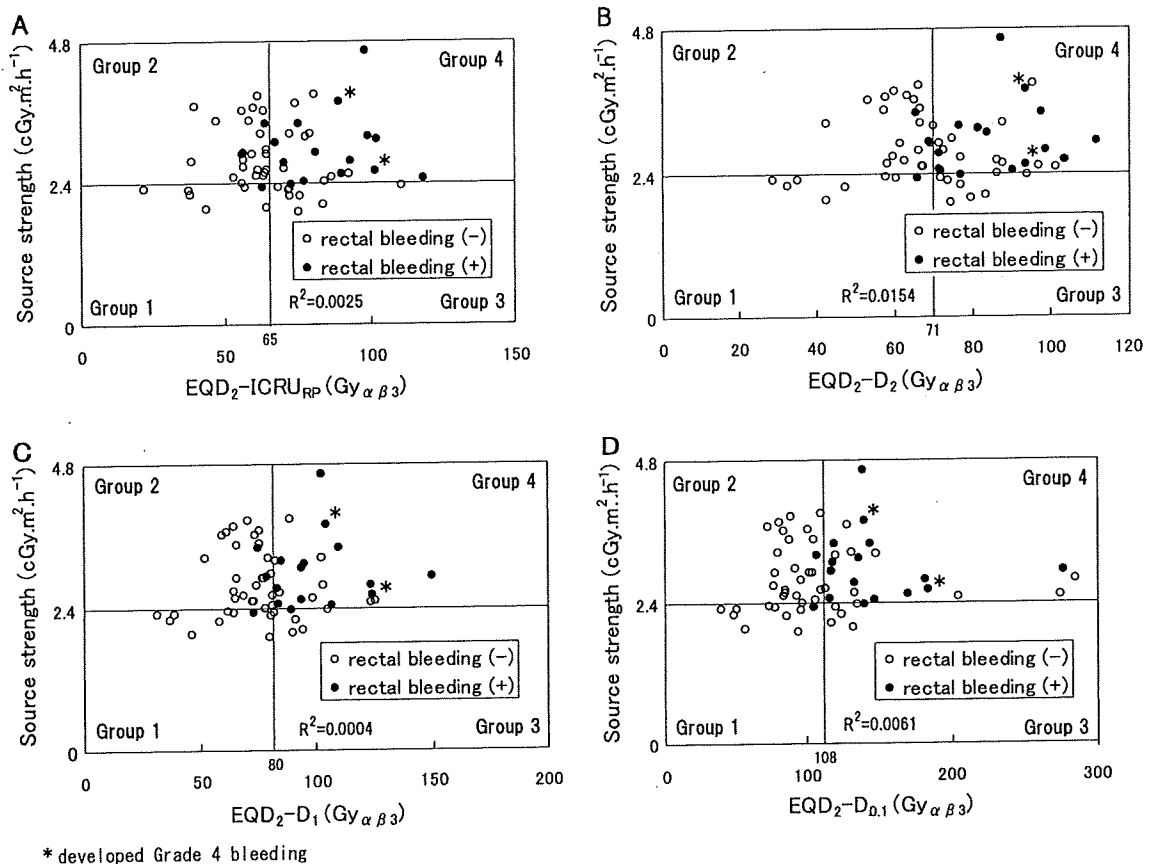 A
Source strength (cGy.m².h⁻¹)
4.8
2.4
0
Group 2
Group 4
Group 1
Group 3
○ rectal bleeding (-)
● rectal bleeding (+)
R²=0.0025
0
50
65
100
150
EQD₂-ICRU_RP (Gy_αβ3)
B
Source strength (cGy.m².h⁻¹)
4.8
2.4
0
Group 2
Group 4
Group 1
Group 3
○ rectal bleeding (-)
● rectal bleeding (+)
R²=0.0154
0
20
40
60
71
80
100
120
EQD₂-D₂ (Gy_αβ3)
C
Source strength (cGy.m².h⁻¹)
4.8
2.4
0
Group 2
Group 4
Group 1
Group 3
○ rectal bleeding (-)
● rectal bleeding (+)
R²=0.0004
0
50
80
100
150
200
EQD₂-D₁ (Gy_αβ3)
D
Source strength (cGy.m².h⁻¹)
4.8
2.4
0
Group 2
Group 4
Group 1
Group 3
○ rectal bleeding (-)
● rectal bleeding (+)
R²=0.0061
0
100
108
200
300
EQD₂-D₀.₁ (Gy_αβ3)
* developed Grade 4 bleeding